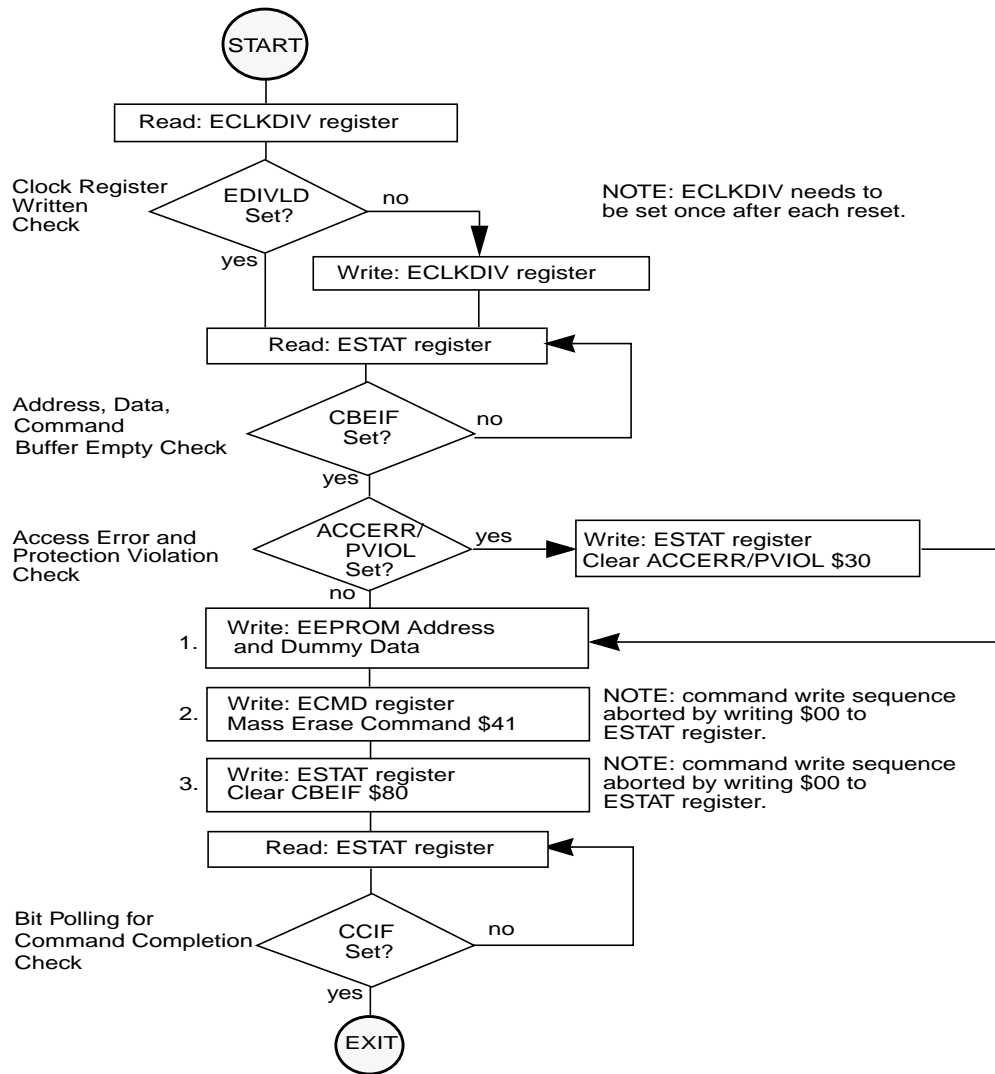 START
Read: ECLKDIV register
Clock Register
Written
Check
EDIVLD
Set?
no
yes
NOTE: ECLKDIV needs to
be set once after each reset.
Write: ECLKDIV register
Read: ESTAT register
Address, Data,
Command
Buffer Empty Check
CBEIF
Set?
no
yes
Access Error and
Protection Violation
Check
ACCERR/
PVIOL
Set?
yes
no
Write: ESTAT register
Clear ACCERR/PVIOL $30
1.
Write: EEPROM Address
and Dummy Data
2.
Write: ECMD register
Mass Erase Command $41
NOTE: command write sequence
aborted by writing $00 to
ESTAT register.
3.
Write: ESTAT register
Clear CBEIF $80
NOTE: command write sequence
aborted by writing $00 to
ESTAT register.
Read: ESTAT register
Bit Polling for
Command Completion
Check
CCIF
Set?
no
yes
EXIT